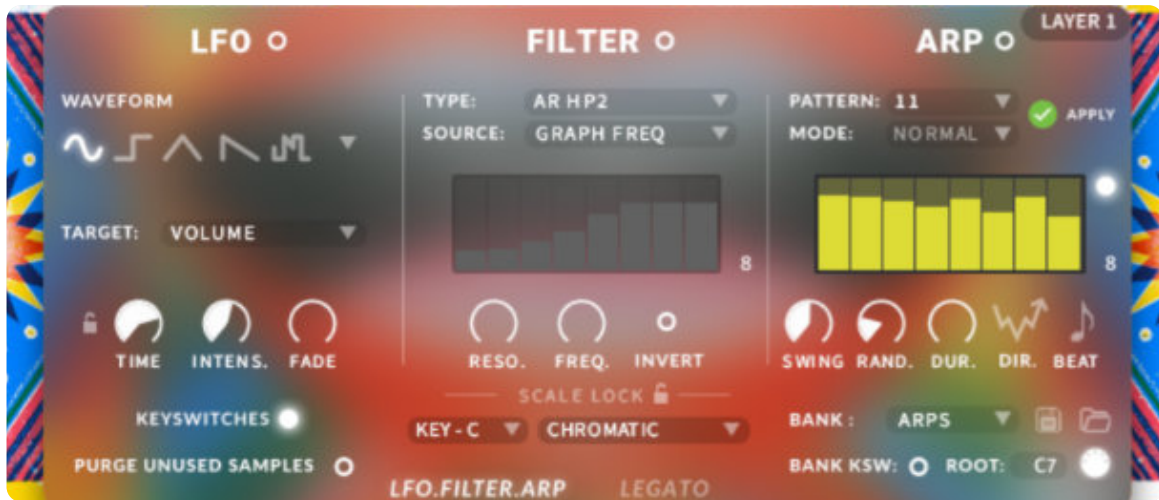 LAYER 1
LFO
FILTER
ARP
WAVEFORM
TARGET: VOLUME
TIME INTENS. FADE
KEYSWITCHES
PURGE UNUSED SAMPLES
TYPE: AR HP2
SOURCE: GRAPH FREQ
8
RESO. FREQ. INVERT
SCALE LOCK
KEY - C CHROMATIC
LFO.FILTER.ARP LEGATO
PATTERN: 11
APPLY
MODE: NORMAL
8
SWING RAND. DUR. DIR. BEAT
BANK : ARPS
BANK KSW: ROOT: C7